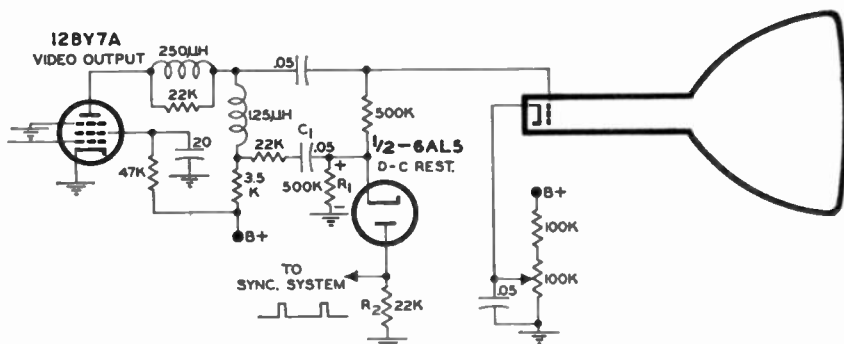 12BY7A
VIDEO OUTPUT
250µH
22K
.05
125µH
500K
22K
C1
.05
1/2-6AL5
D-C REST.
20
47K
3.5
K
500K
+
R1
-
B+
B+
100K
100K
.05
TO
SYNC. SYSTEM
R2
22K